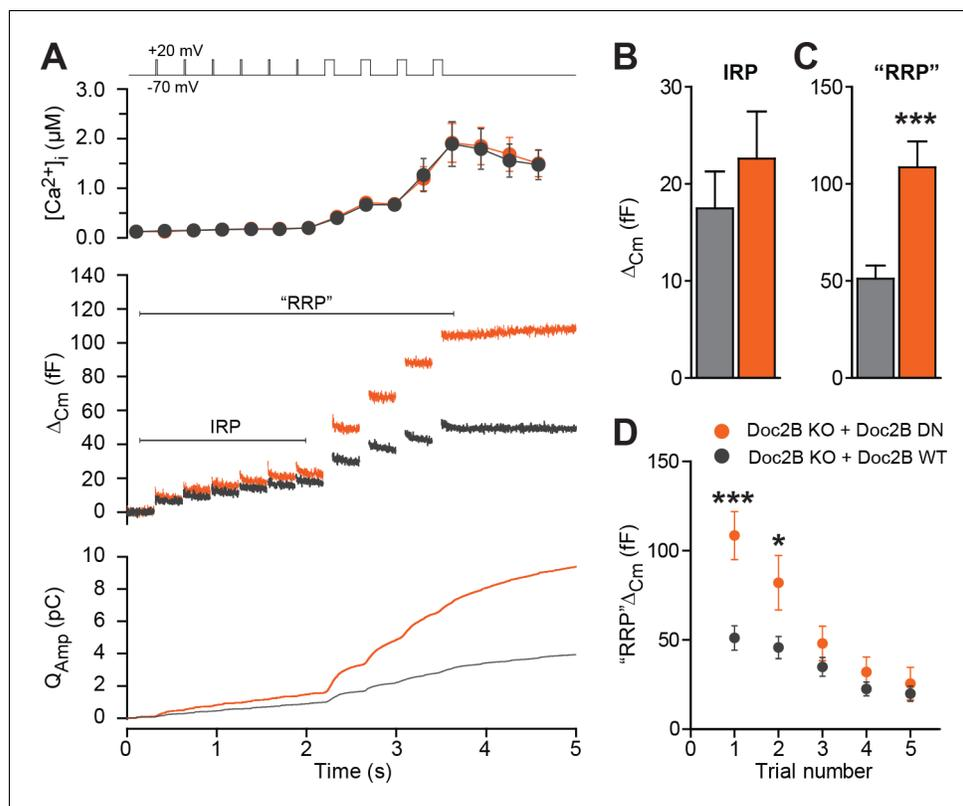 A
+20 mV
-70 mV
[Ca2+]i (µM)
3.0
2.0
1.0
0.0
ΔCm (fF)
140
120
100
80
60
40
20
0
“RRP”
IRP
QAmp (pC)
10
8
6
4
2
0
0 1 2 3 4 5
Time (s)
B
IRP
ΔCm (fF)
30
20
10
0
C
“RRP”
150
100
50
0
***
D
Doc2B KO + Doc2B DN
Doc2B KO + Doc2B WT
“RRP”ΔCm (fF)
150
100
50
0
***
*
0 1 2 3 4 5
Trial number